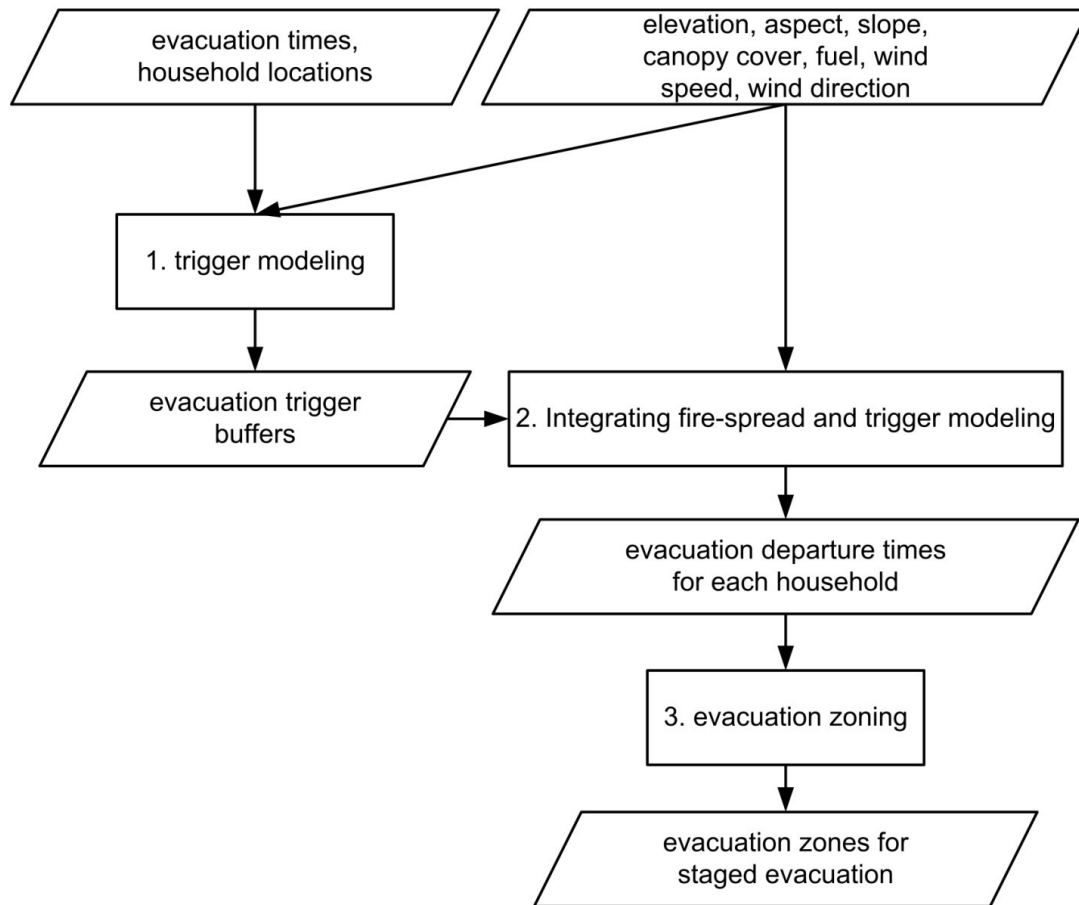 evacuation times,
household locations
elevation, aspect, slope,
canopy cover, fuel, wind
speed, wind direction
1. trigger modeling
evacuation trigger
buffers
2. Integrating fire-spread and trigger modeling
evacuation departure times
for each household
3. evacuation zoning
evacuation zones for
staged evacuation